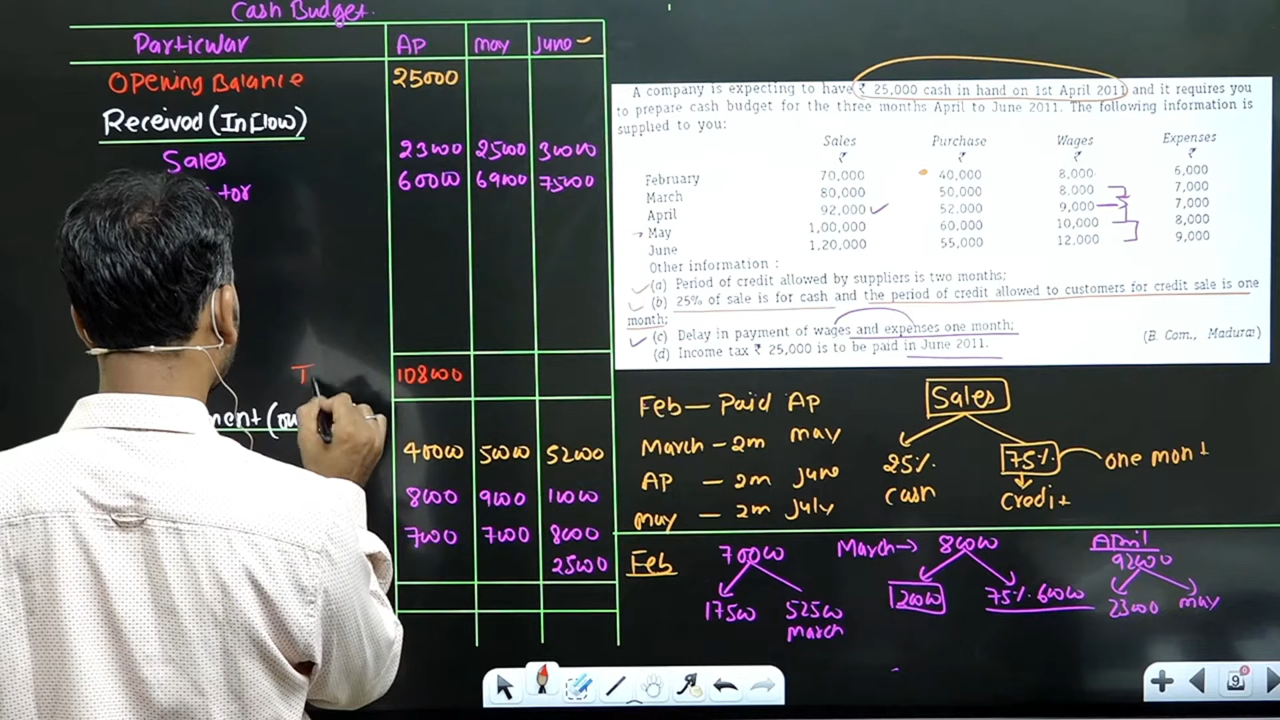 Cash Budget
Particular AP may June
Opening Balance 25000
Received (Inflow)
Sales 23000 25000 30000
tor 60000 69000 75000
T 108000
ment (ou
40000 50000 52000
8000 9000 10000
7000 7000 8000
25000
A company is expecting to have ₹ 25,000 cash in hand on 1st April 2011 and it requires you
to prepare cash budget for the three months April to June 2011. The following information is
supplied to you:
Sales Purchase Wages Expenses
₹ ₹ ₹ ₹
February 70,000 40,000 8,000 6,000
March 80,000 50,000 8,000 7,000
April 92,000 52,000 9,000 7,000
May 1,00,000 60,000 10,000 8,000
June 1,20,000 55,000 12,000 9,000
Other information :
(a) Period of credit allowed by suppliers is two months;
(b) 25% of sale is for cash and the period of credit allowed to customers for credit sale is one
month;
(c) Delay in payment of wages and expenses one month;
(d) Income tax ₹ 25,000 is to be paid in June 2011. (B. Com., Madurai)
Feb — Paid AP
March — 2m may
AP — 2m June
may — 2m July
Sales
25% 75% one mont
cash credit
Feb 70000
17500 52500
March
March → 80000
20000 75% 60000
April
92000
23000 may
9